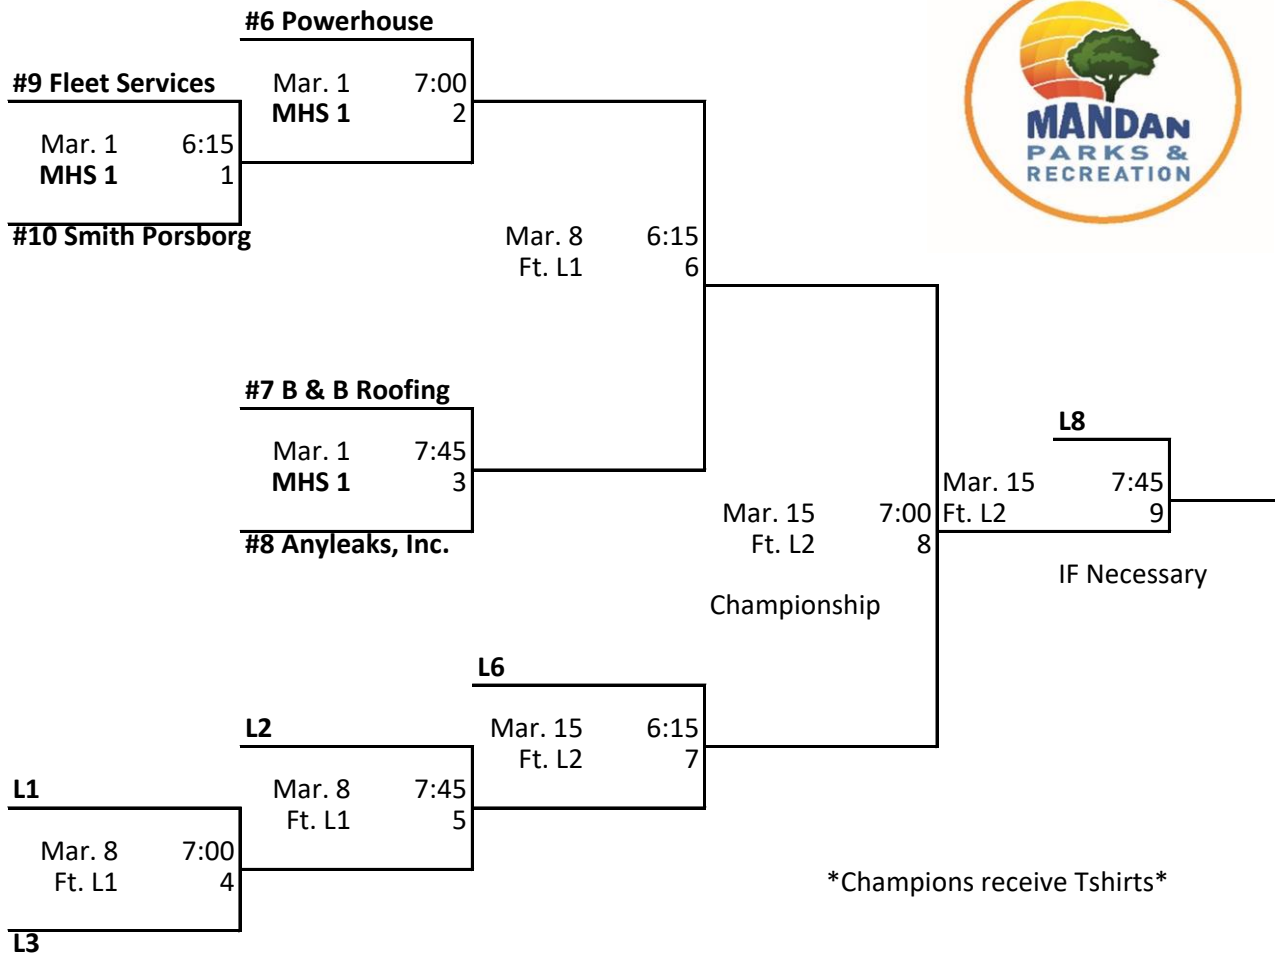 #6 Powerhouse
#9 Fleet Services
Mar. 1 7:00
MHS 1 2
Mar. 1 6:15
MHS 1 1
#10 Smith Porsborg
MANDAN
PARKS &
RECREATION
Mar. 8 6:15
Ft. L1 6
#7 B & B Roofing
Mar. 1 7:45
MHS 1 3
#8 Anyleaks, Inc.
L8
Mar. 15 7:45
Ft. L2 9
Mar. 15 7:00
Ft. L2 8
IF Necessary
Championship
L6
Mar. 15 6:15
Ft. L2 7
L2
Mar. 8 7:45
Ft. L1 5
L1
Mar. 8 7:00
Ft. L1 4
L3
*Champions receive Tshirts*